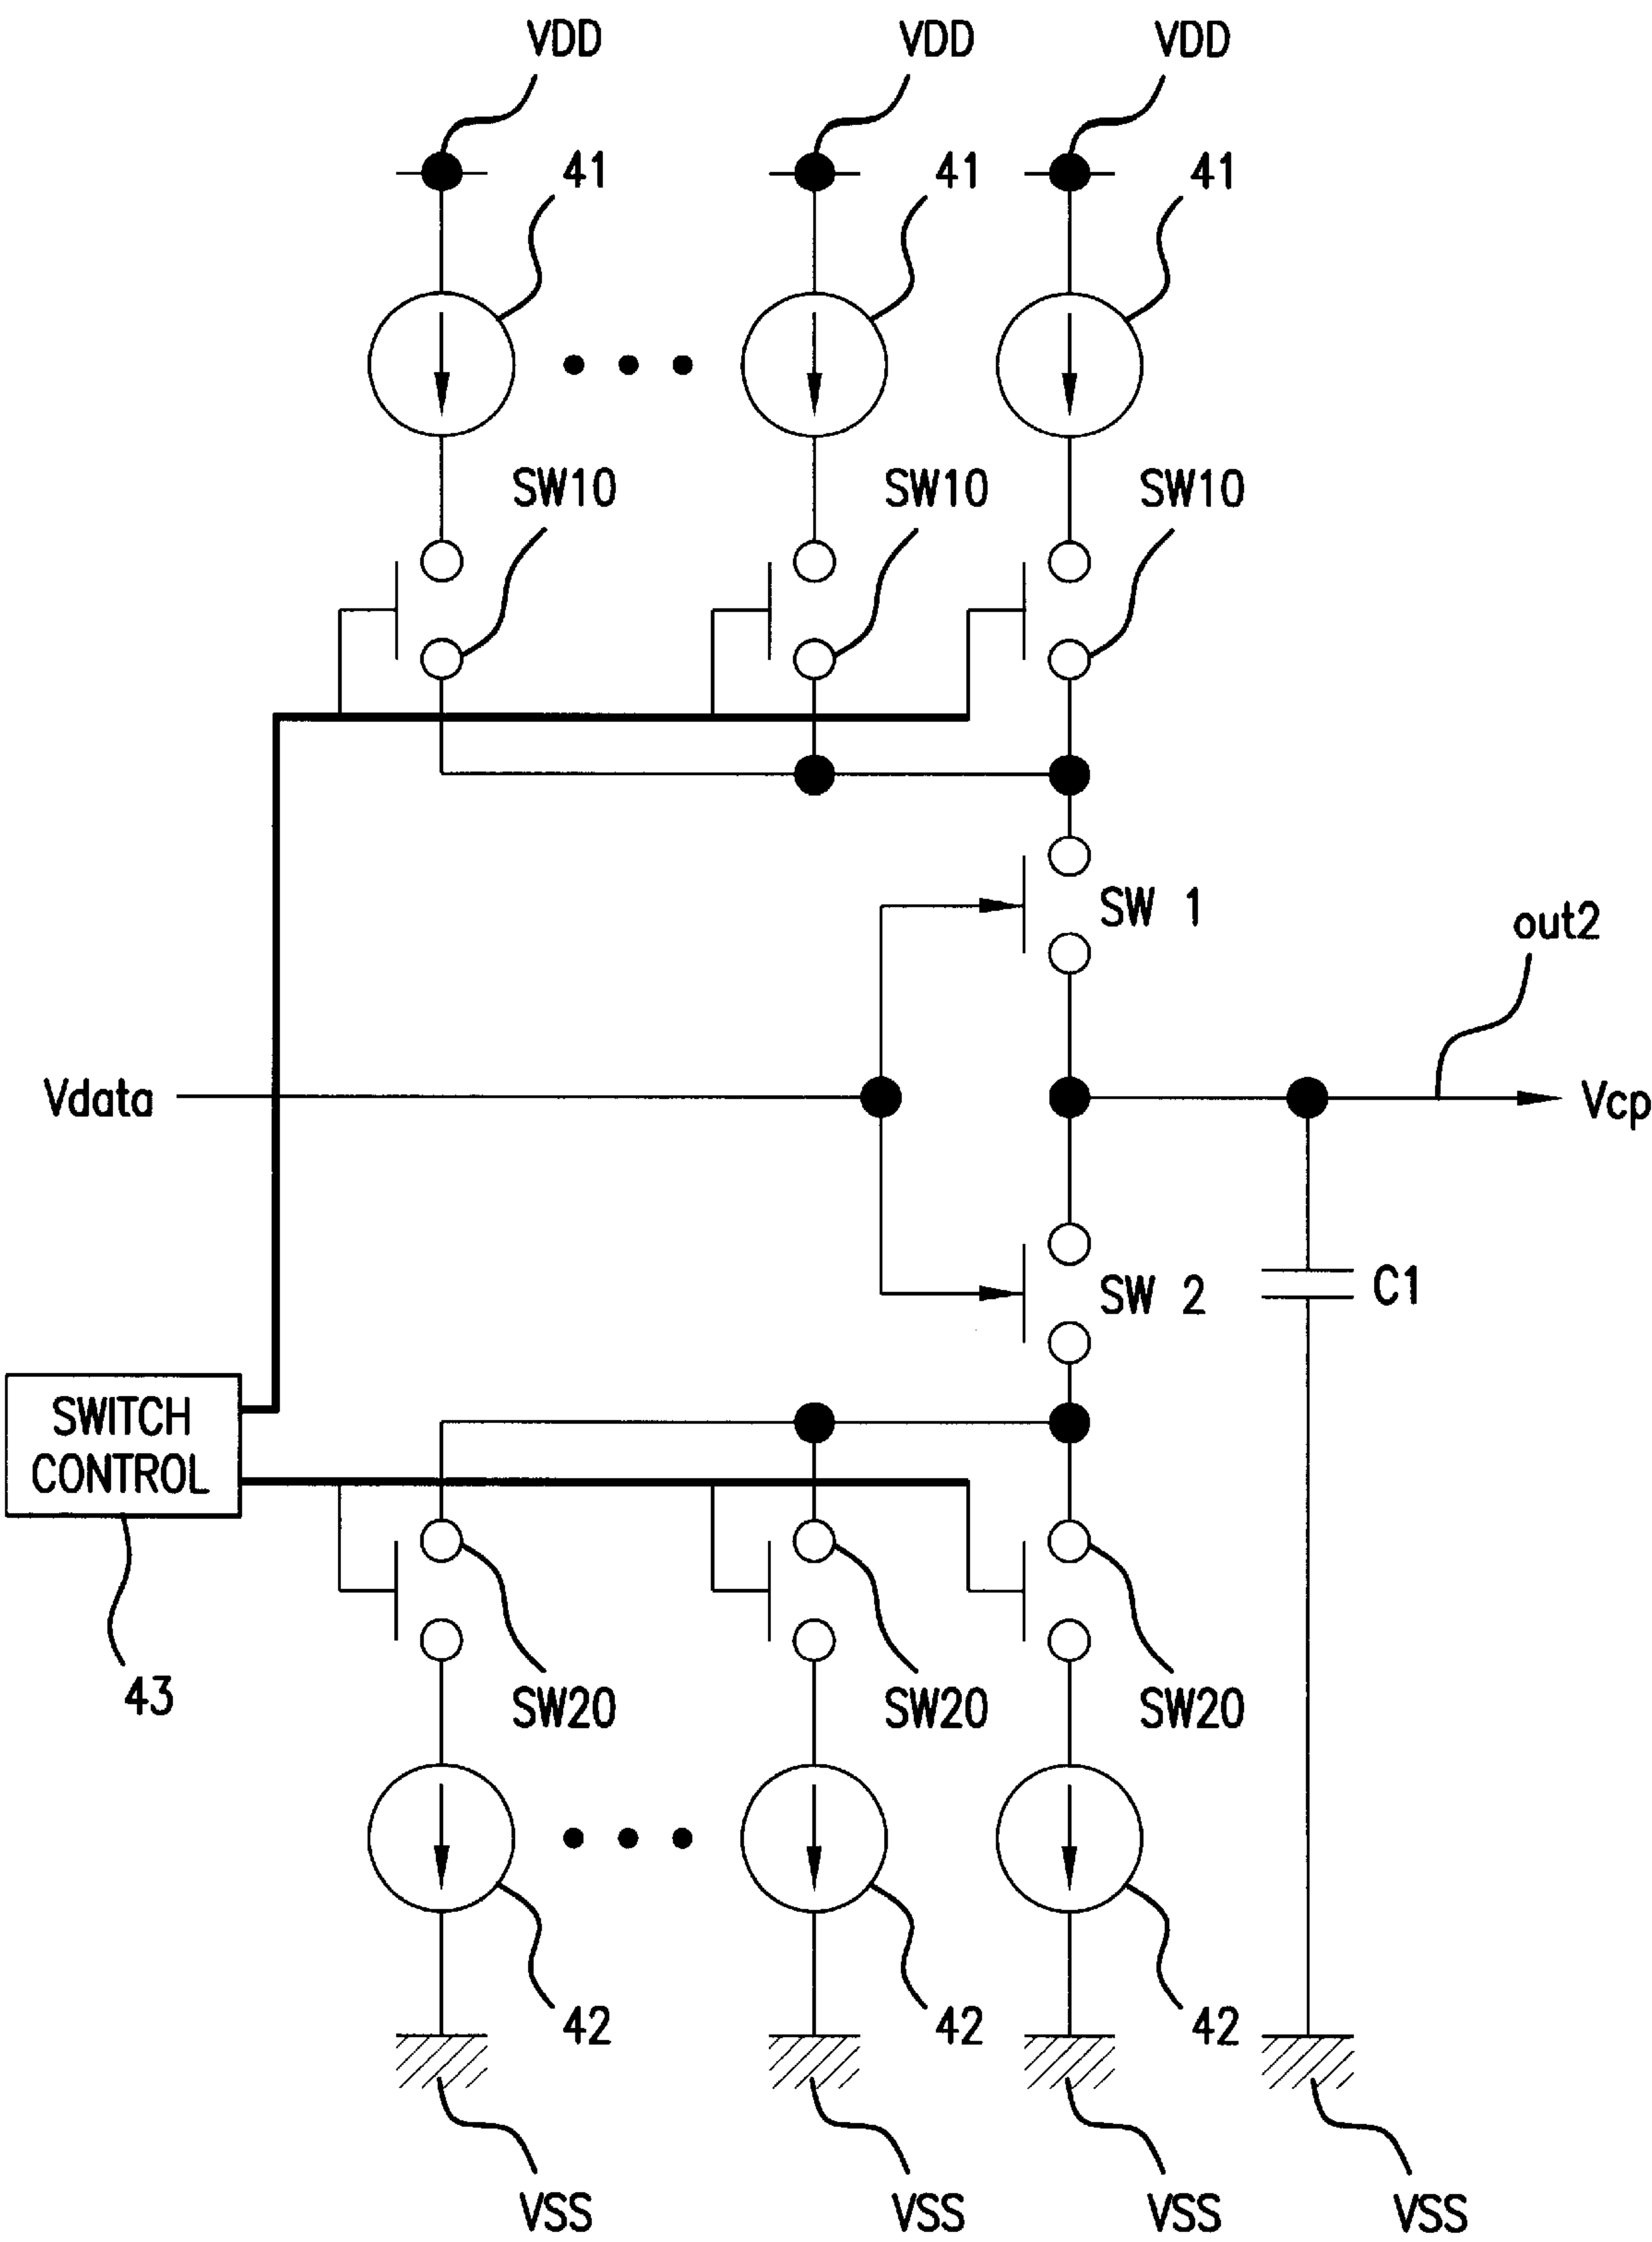 VDD VDD VDD
41 41 41
SW10 SW10 SW10
SW 1
out2
Vdata
Vcp
SW 2
C1
SWITCH
CONTROL
43
SW20 SW20 SW20
42 42 42
VSS VSS VSS VSS